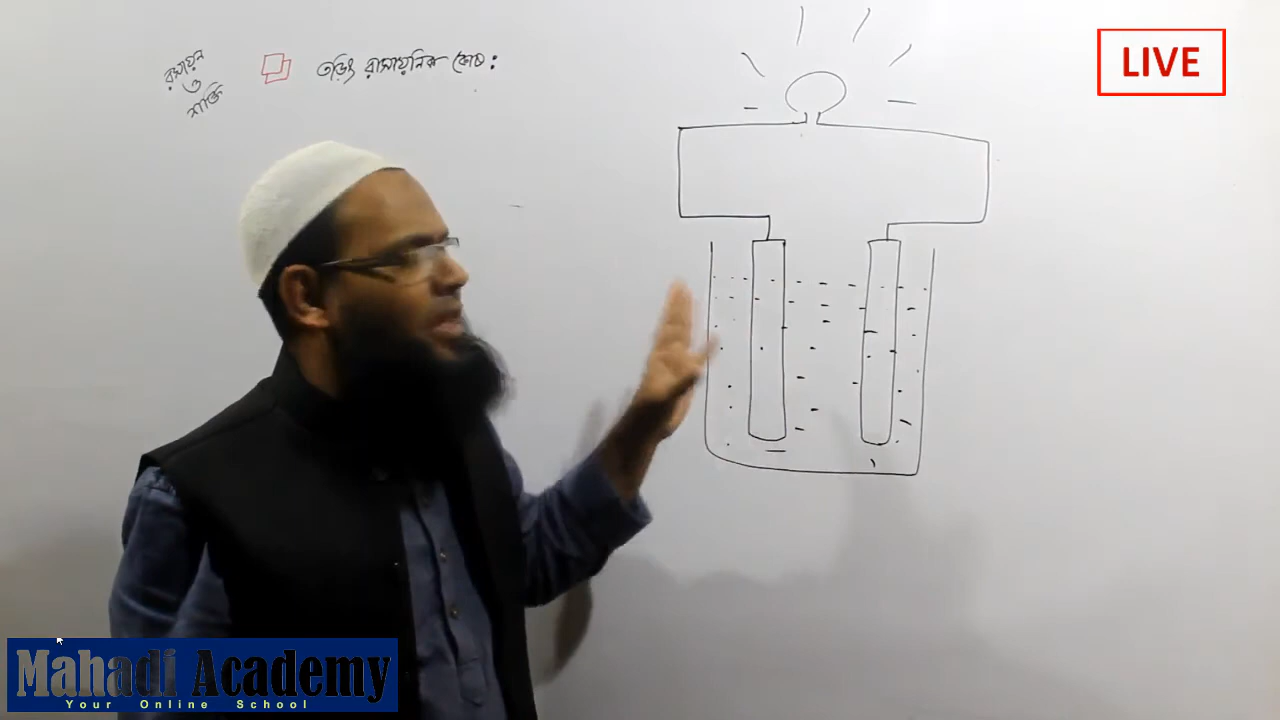 রসায়ন
ও
শক্তি
তড়িৎ রাসায়নিক কোষ :
LIVE
Mahadi Academy
Your Online School